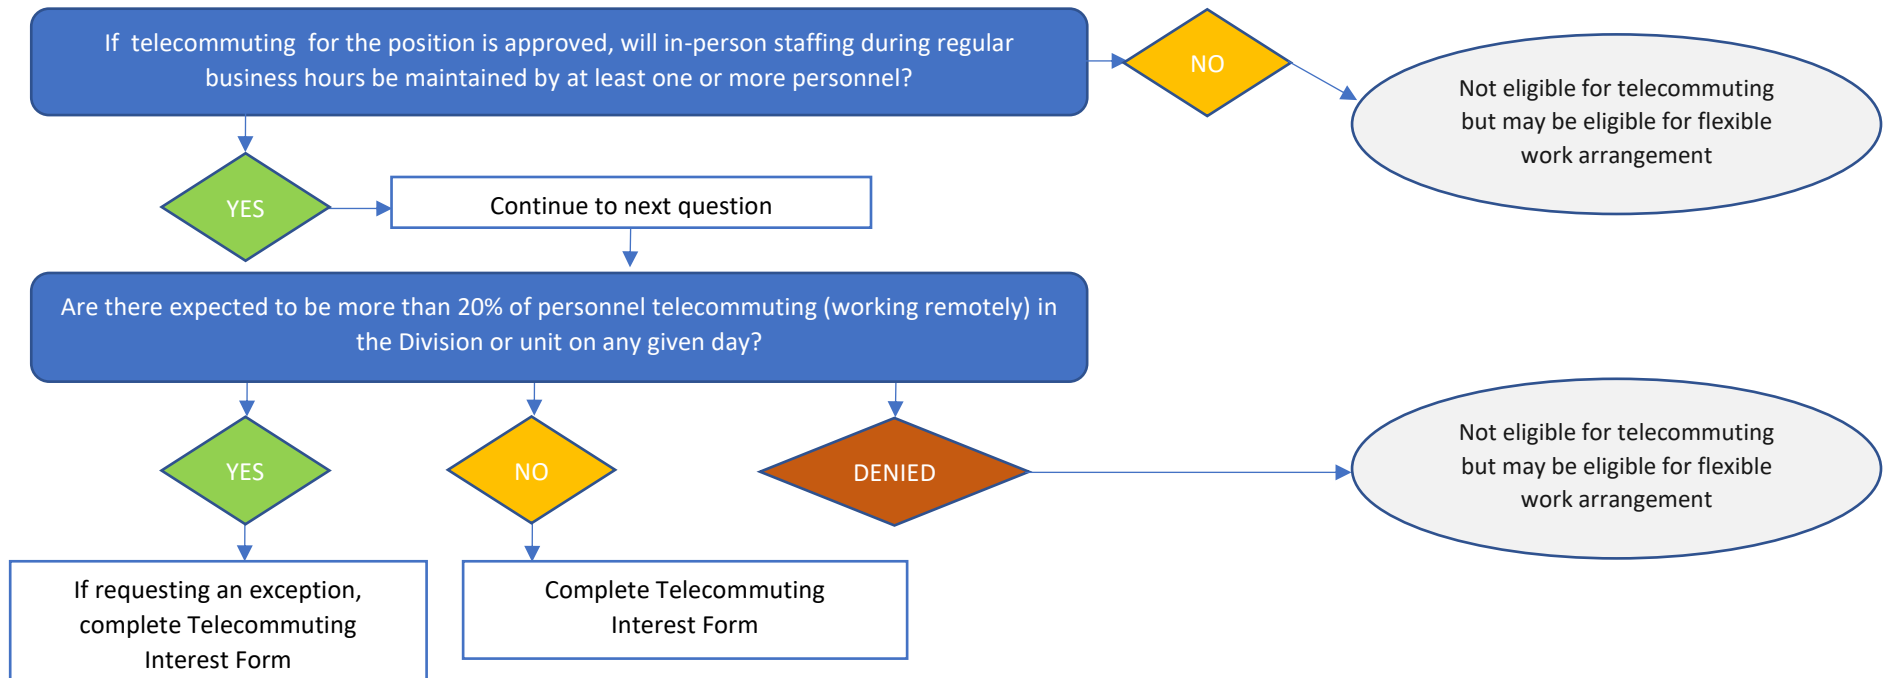 If telecommuting for the position is approved, will in-person staffing during regular
business hours be maintained by at least one or more personnel?
NO
Not eligible for telecommuting
but may be eligible for flexible
work arrangement
YES
Continue to next question
Are there expected to be more than 20% of personnel telecommuting (working remotely) in
the Division or unit on any given day?
YES
NO
DENIED
Not eligible for telecommuting
but may be eligible for flexible
work arrangement
If requesting an exception,
complete Telecommuting
Interest Form
Complete Telecommuting
Interest Form